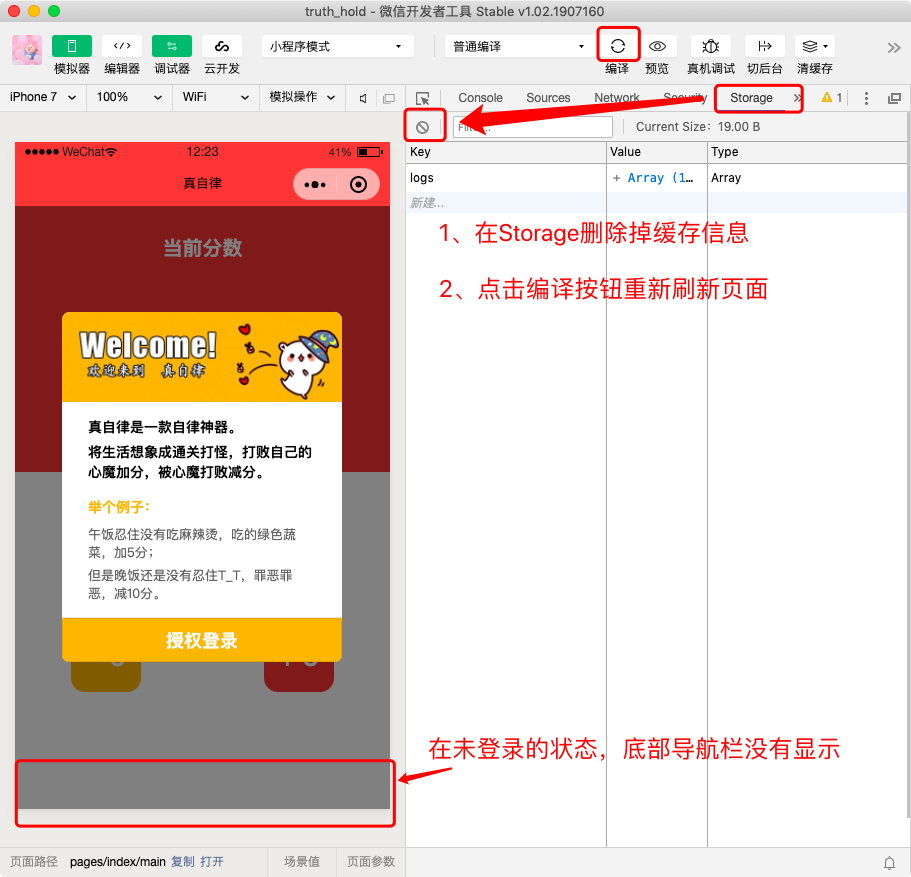 truth_hold - 微信开发者工具 Stable v1.02.1907160
小程序模式
普通编译
模拟器 编辑器 调试器 云开发 编译 预览 真机调试 切后台 清缓存
iPhone 7 100% WiFi 模拟操作
Console Sources Network Security Storage 1
Current Size: 19.00 B
Key Value Type
logs + Array (1... Array
新建...
WeChat 12:23 41%
真自律
当前分数
Welcome!
欢迎来到 真自律
真自律是一款自律神器。
将生活想象成通关打怪，打败自己的
心魔加分，被心魔打败减分。
举个例子：
午饭忍住没有吃麻辣烫，吃的绿色蔬
菜，加5分；
但是晚饭还是没有忍住T_T，罪恶罪
恶，减10分。
授权登录
1、在Storage删除掉缓存信息
2、点击编译按钮重新刷新页面
在未登录的状态，底部导航栏没有显示
页面路径 pages/index/main 复制 打开 场景值 页面参数